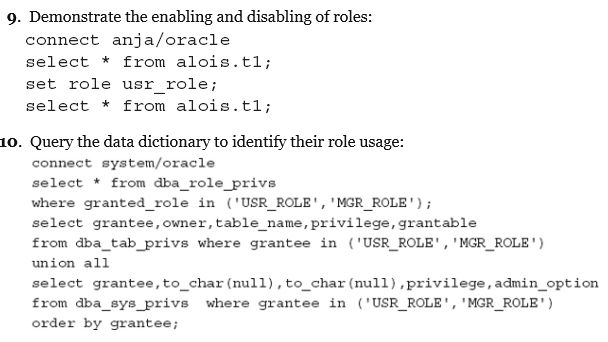 9. Demonstrate the enabling and disabling of roles:
connect anja/oracle
select * from alois.t1;
set role usr_role;
select * from alois.t1;
10. Query the data dictionary to identify their role usage:
connect system/oracle
select * from dba_role_privs
where granted_role in ('USR_ROLE','MGR_ROLE');
select grantee,owner,table_name,privilege,grantable
from dba_tab_privs where grantee in ('USR_ROLE','MGR_ROLE')
union all
select grantee,to_char(null),to_char(null),privilege,admin_option
from dba_sys_privs  where grantee in ('USR_ROLE','MGR_ROLE')
order by grantee;